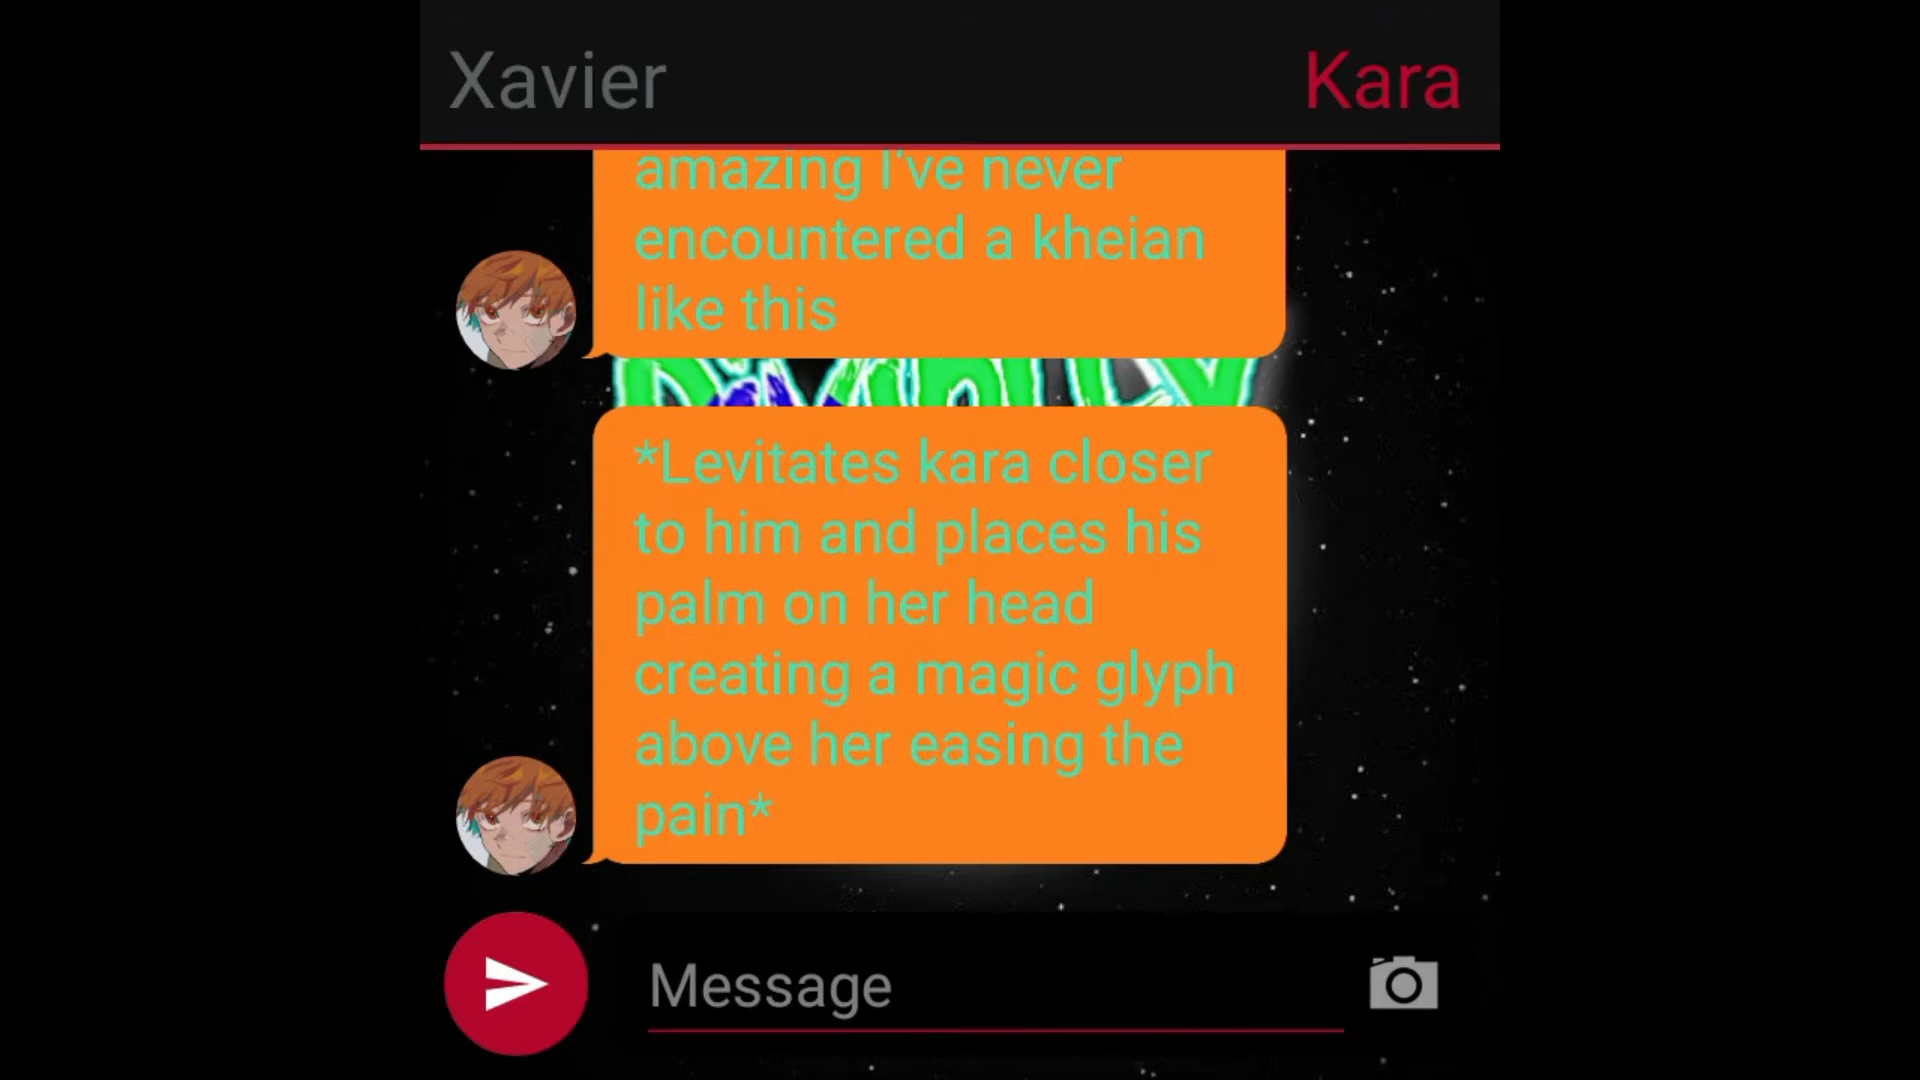 Xavier Kara
amazing I've never
encountered a kheian
like this
*Levitates kara closer
to him and places his
palm on her head
creating a magic glyph
above her easing the
pain*
Message